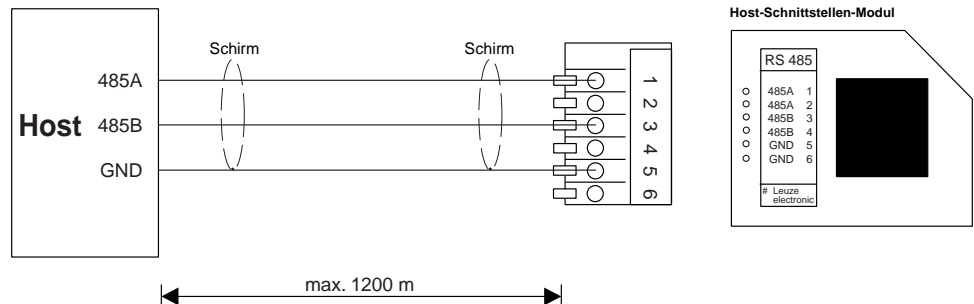 Host-Schnittstellen-Modul
Schirm
Schirm
485A
Host
485B
GND
1
2
3
4
5
6
max. 1200 m
RS 485
485A 1
485A 2
485B 3
485B 4
GND 5
GND 6
# Leuze
electronic